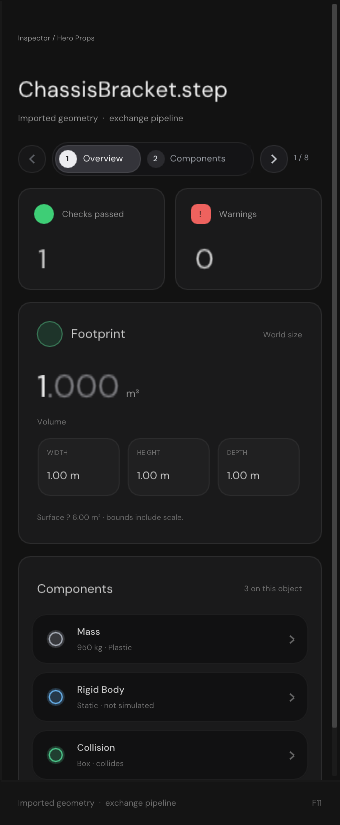 Inspector / Hero Props
ChassisBracket.step
Imported geometry · exchange pipeline
1 Overview 2 Components 1 / 8
Checks passed
1
! Warnings
0
Footprint World size
1.000 m³
Volume
WIDTH HEIGHT DEPTH
1.00 m 1.00 m 1.00 m
Surface ? 6.00 m² · bounds include scale.
Components 3 on this object
Mass
950 kg · Plastic
Rigid Body
Static · not simulated
Collision
Box · collides
Imported geometry · exchange pipeline F11